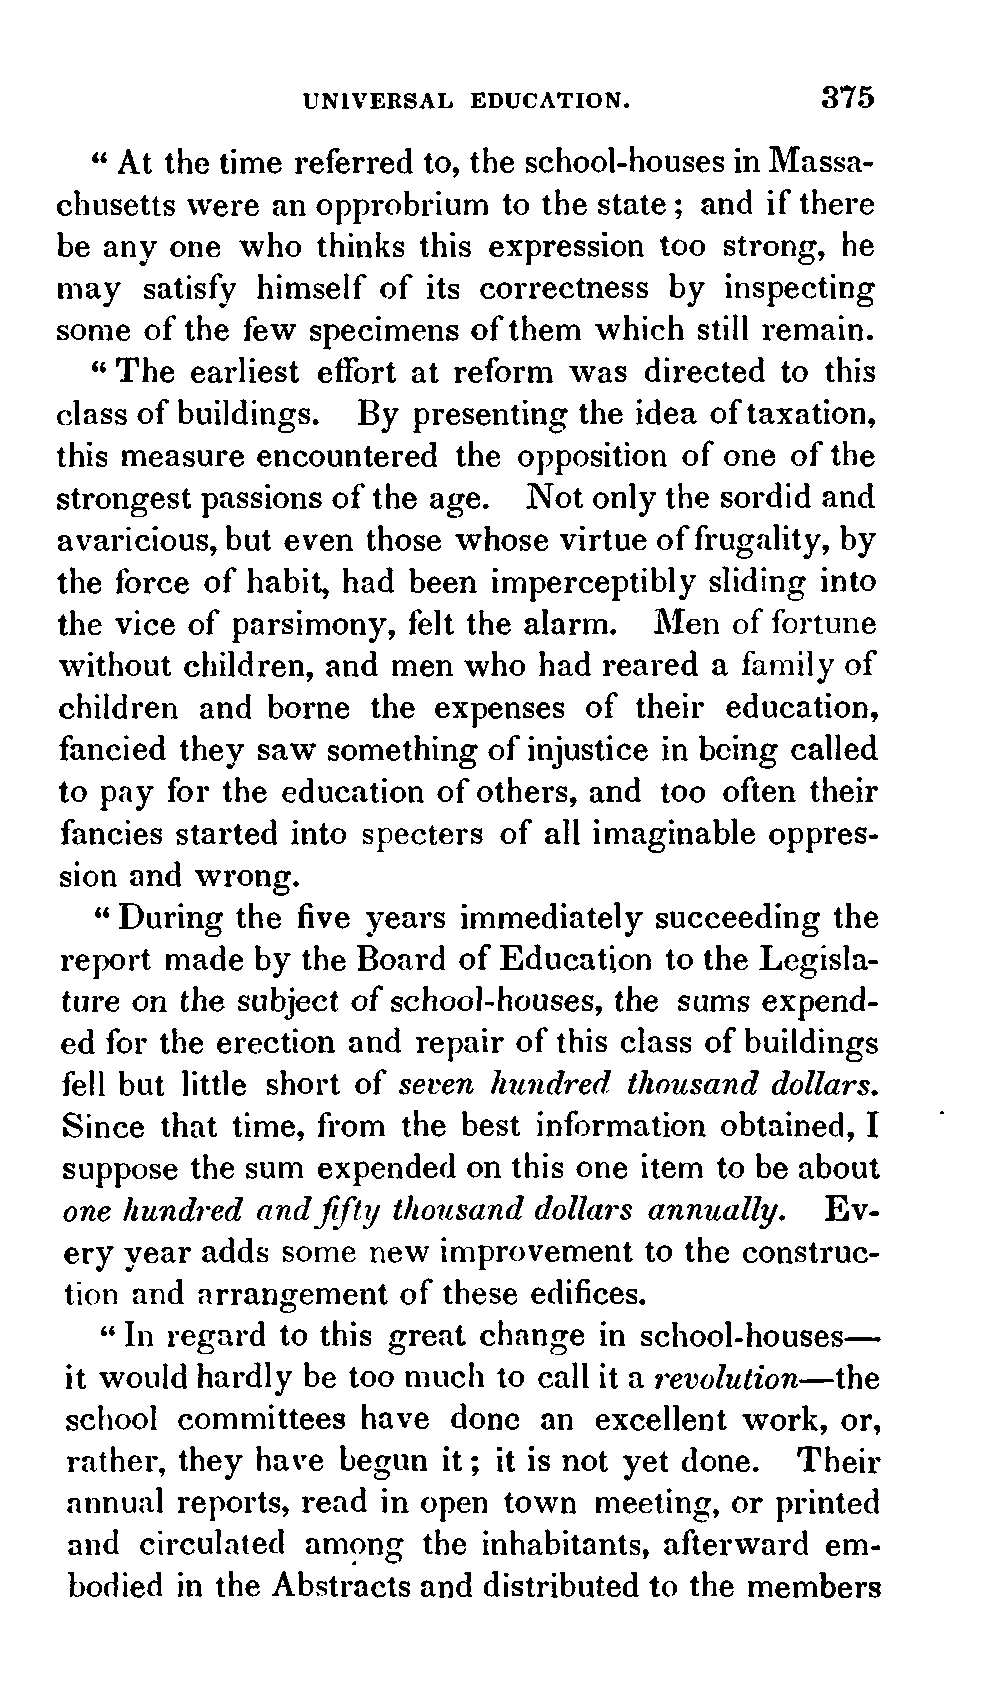 UNIVERSAL EDUCATION. 375
“ At the time referred to, the school-houses in Massa-
chusetts were an opprobrium to the state ; and if there
be any one who thinks this expression too strong, he
may satisfy himself of its correctness by inspecting
some of the few specimens of them which still remain.
“ The earliest effort at reform was directed to this
class of buildings. By presenting the idea of taxation,
this measure encountered the opposition of one of the
strongest passions of the age. Not only the sordid and
avaricious, but even those whose virtue of frugality, by
the force of habit, had been imperceptibly sliding into
the vice of parsimony, felt the alarm. Men of fortune
without children, and men who had reared a family of
children and borne the expenses of their education,
fancied they saw something of injustice in being called
to pay for the education of others, and too often their
fancies started into specters of all imaginable oppres-
sion and wrong.
“ During the five years immediately succeeding the
report made by the Board of Education to the Legisla-
ture on the subject of school-houses, the sums expend-
ed for the erection and repair of this class of buildings
fell but little short of seven hundred thousand dollars.
Since that time, from the best information obtained, I
suppose the sum expended on this one item to be about
one hundred and fifty thousand dollars annually. Ev-
ery year adds some new improvement to the construc-
tion and arrangement of these edifices.
“ In regard to this great change in school-houses—
it would hardly be too much to call it a revolution—the
school committees have done an excellent work, or,
rather, they have begun it ; it is not yet done. Their
annual reports, read in open town meeting, or printed
and circulated among the inhabitants, afterward em-
bodied in the Abstracts and distributed to the members